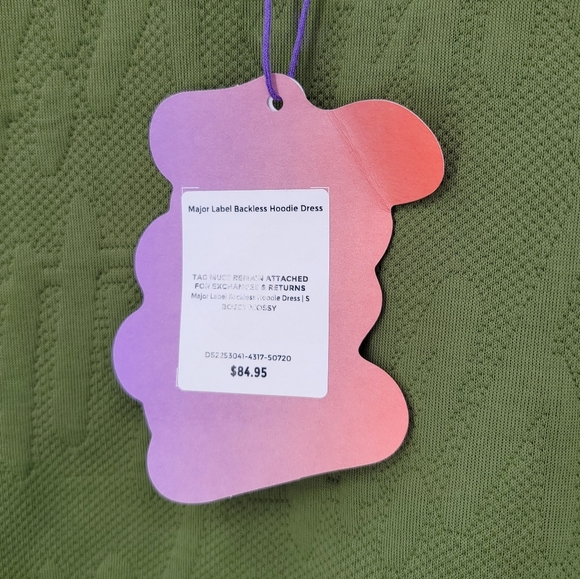 Major Label Backless Hoodie Dress
TAG MUST REMAIN ATTACHED
FOR EXCHANGES & RETURNS
Major Label Backless Hoodie Dress | S
MOSSY
-4317-50720
$84.95